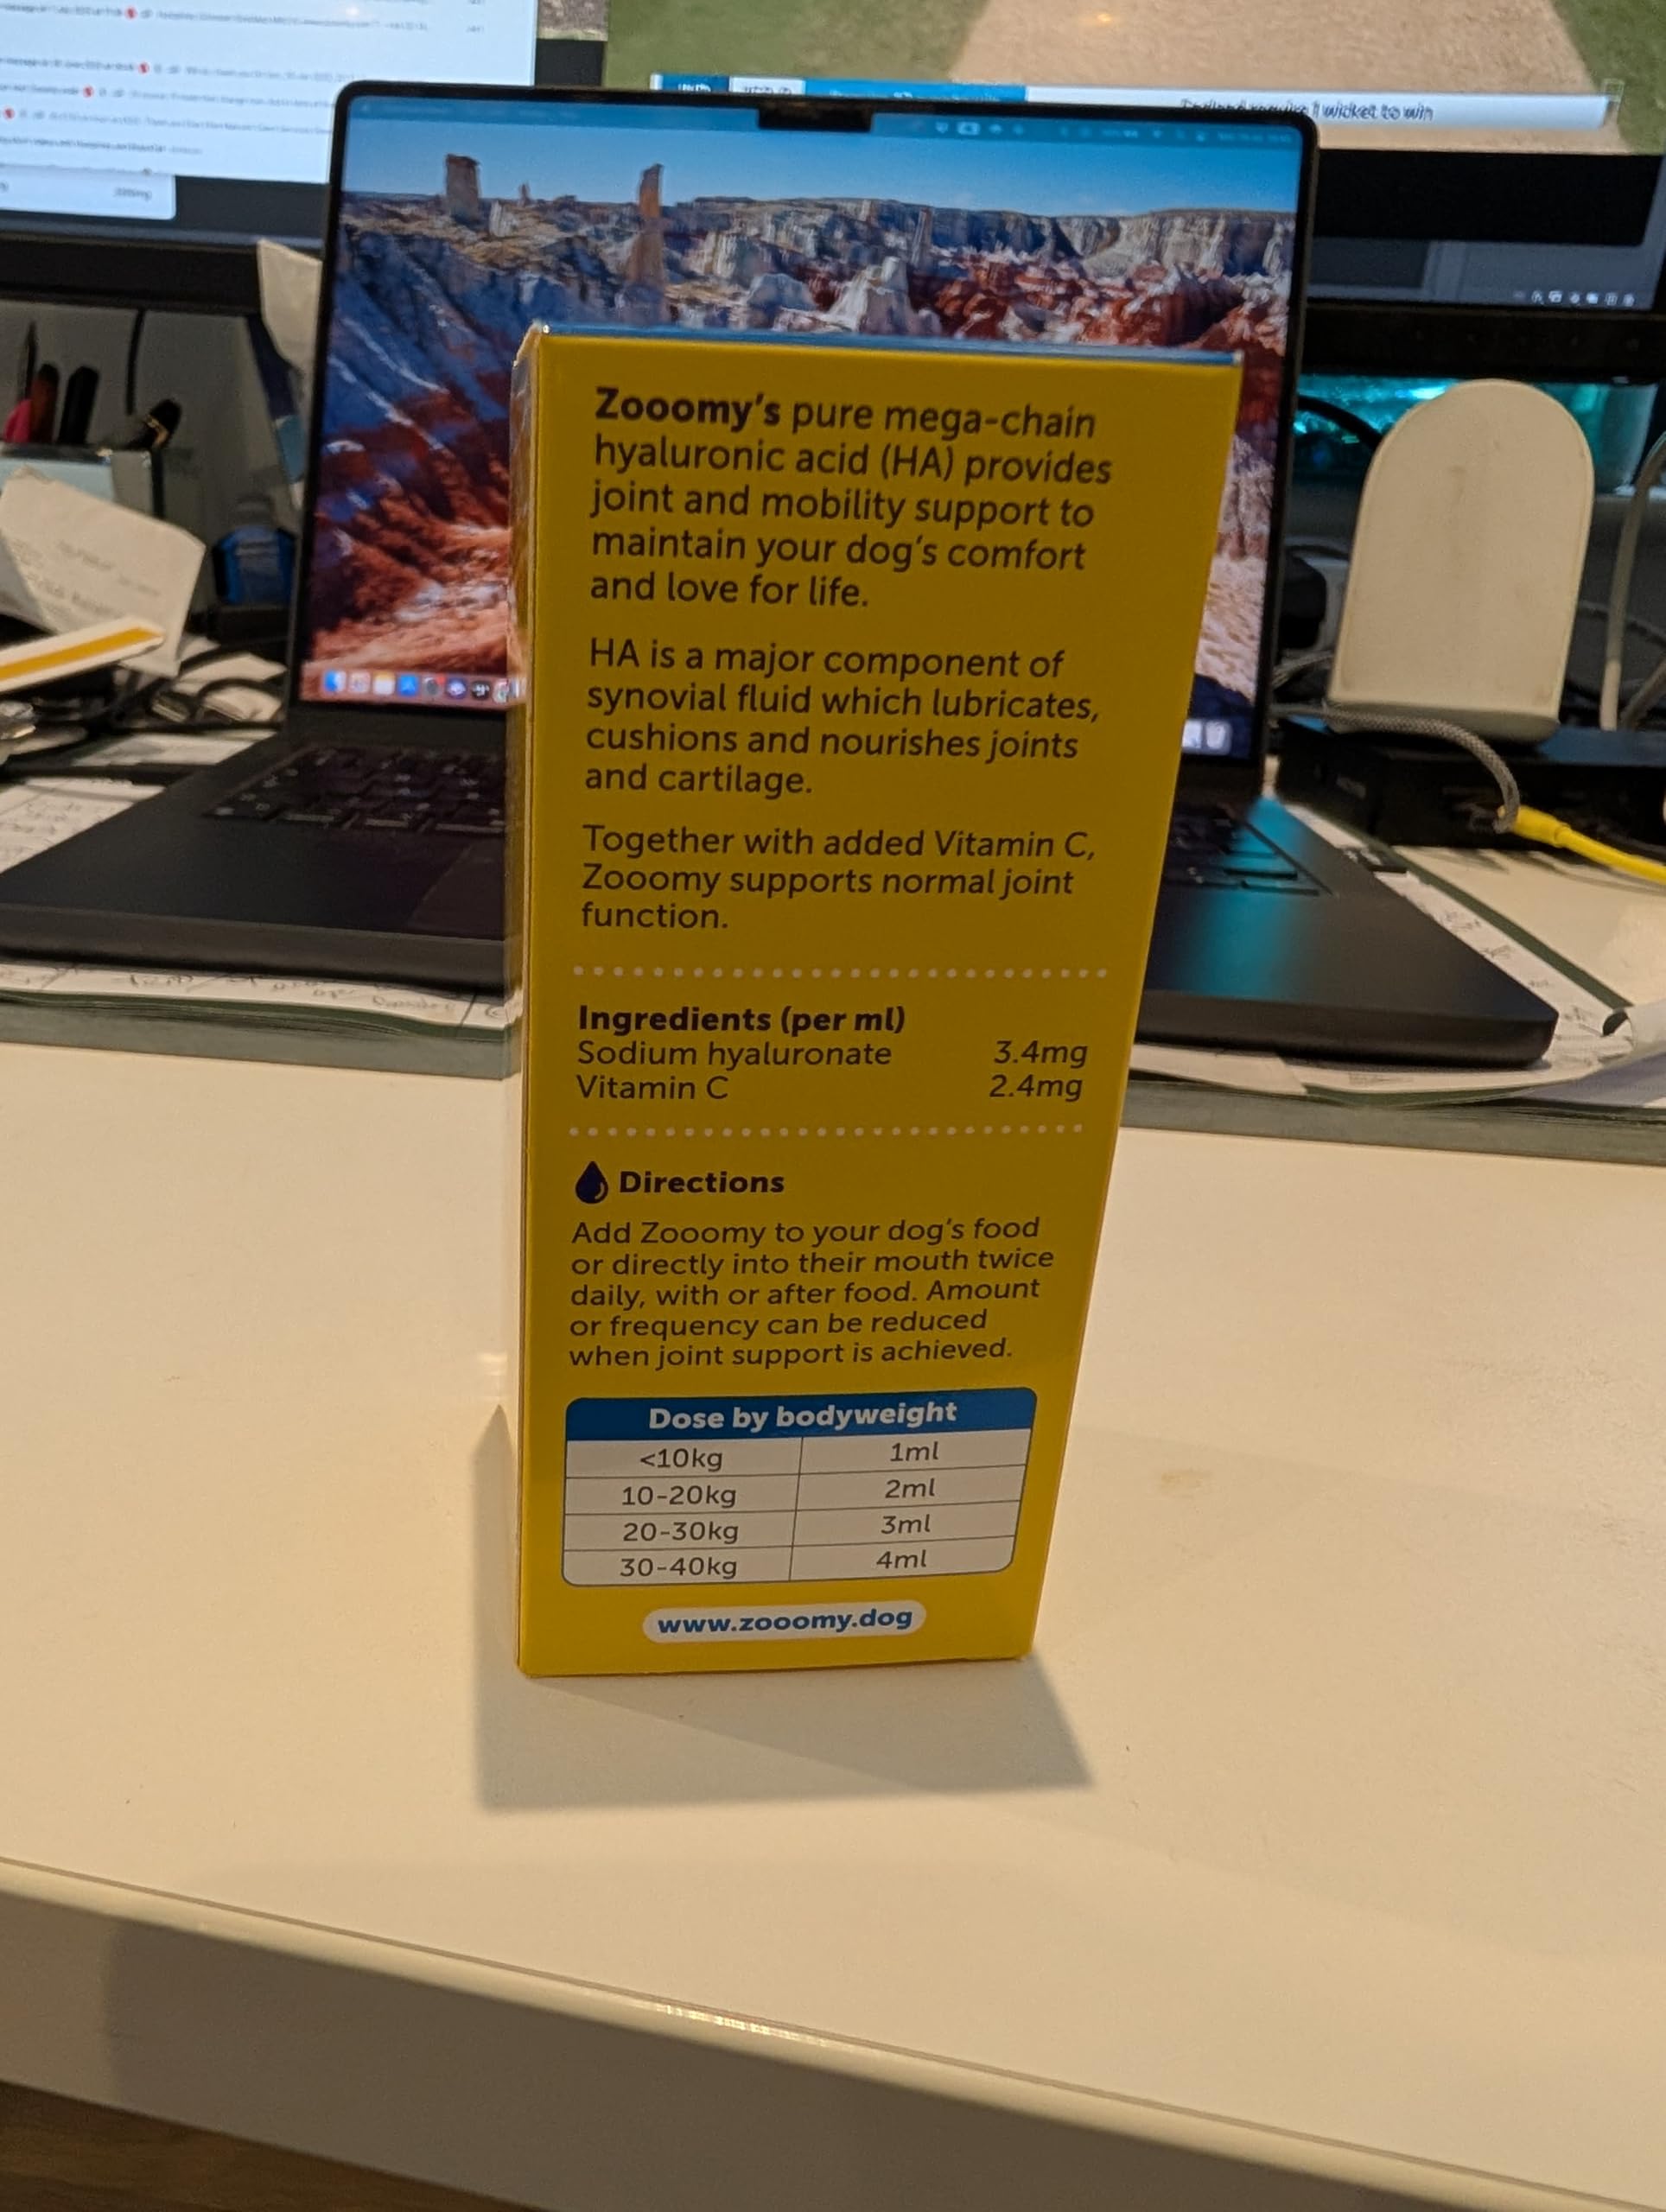 wicket to win
Zooomy's pure mega-chain
hyaluronic acid (HA) provides
joint and mobility support to
maintain your dog's comfort
and love for life.
HA is a major component of
synovial fluid which lubricates,
cushions and nourishes joints
and cartilage.
Together with added Vitamin C,
Zooomy supports normal joint
function.
Ingredients (per ml)
Sodium hyaluronate 3.4mg
Vitamin C 2.4mg
Directions
Add Zooomy to your dog's food
or directly into their mouth twice
daily, with or after food. Amount
or frequency can be reduced
when joint support is achieved.
Dose by bodyweight
<10kg 1ml
10-20kg 2ml
20-30kg 3ml
30-40kg 4ml
www.zooomy.dog